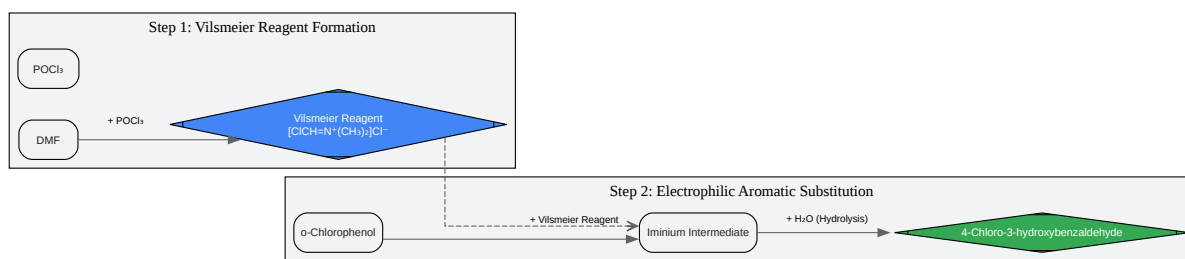 Step 1: Vilsmeier Reagent Formation
POCl₃
DMF
+ POCl₃
Vilsmeier Reagent
[ClCH=N⁺(CH₃)₂]Cl⁻
Step 2: Electrophilic Aromatic Substitution
o-Chlorophenol
+ Vilsmeier Reagent
Iminium Intermediate
+ H₂O (Hydrolysis)
4-Chloro-3-hydroxybenzaldehyde